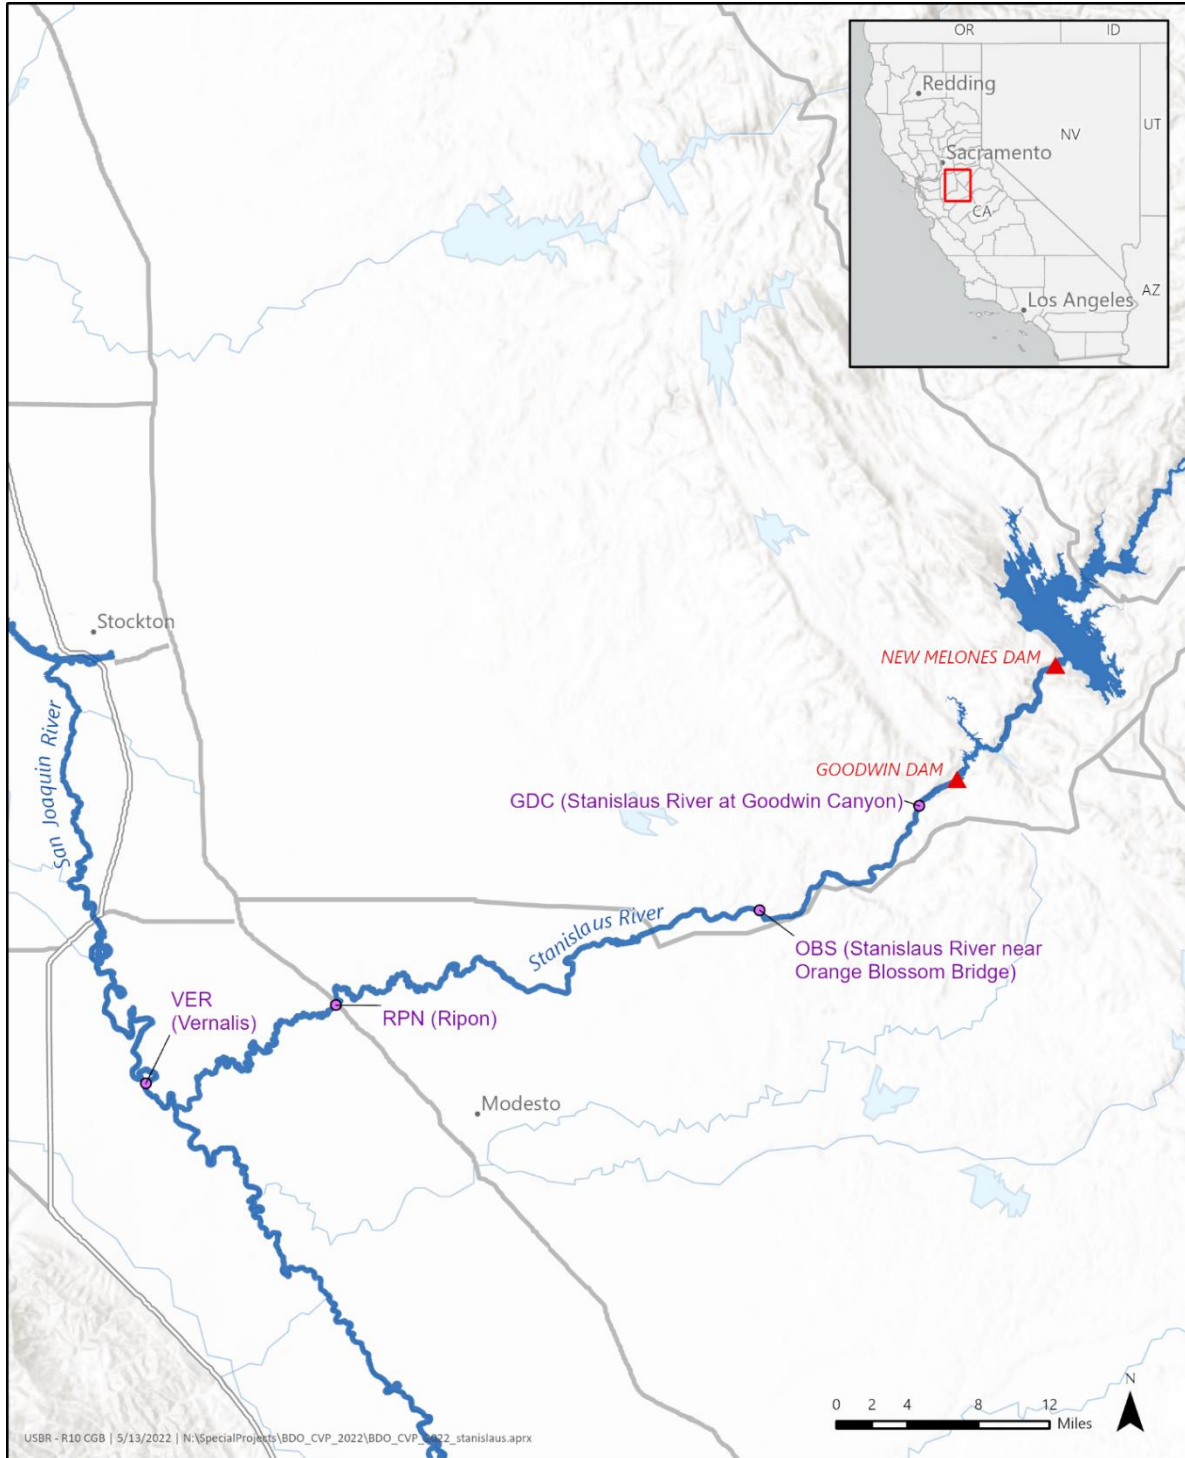 OR
ID
Redding
NV
UT
Sacramento
CA
AZ
Los Angeles
Stockton
NEW MELONES DAM
San Joaquin River
GOODWIN DAM
GDC (Stanislaus River at Goodwin Canyon)
Stanislaus River
OBS (Stanislaus River near
Orange Blossom Bridge)
VER
(Vernalis)
RPN (Ripon)
Modesto
N
0 2 4 8 12
Miles
USBR - R10 CGB | 5/13/2022 | N:\SpecialProjects\BDO_CVP_2022\BDO_CVP_2022_stanislaus.aprx